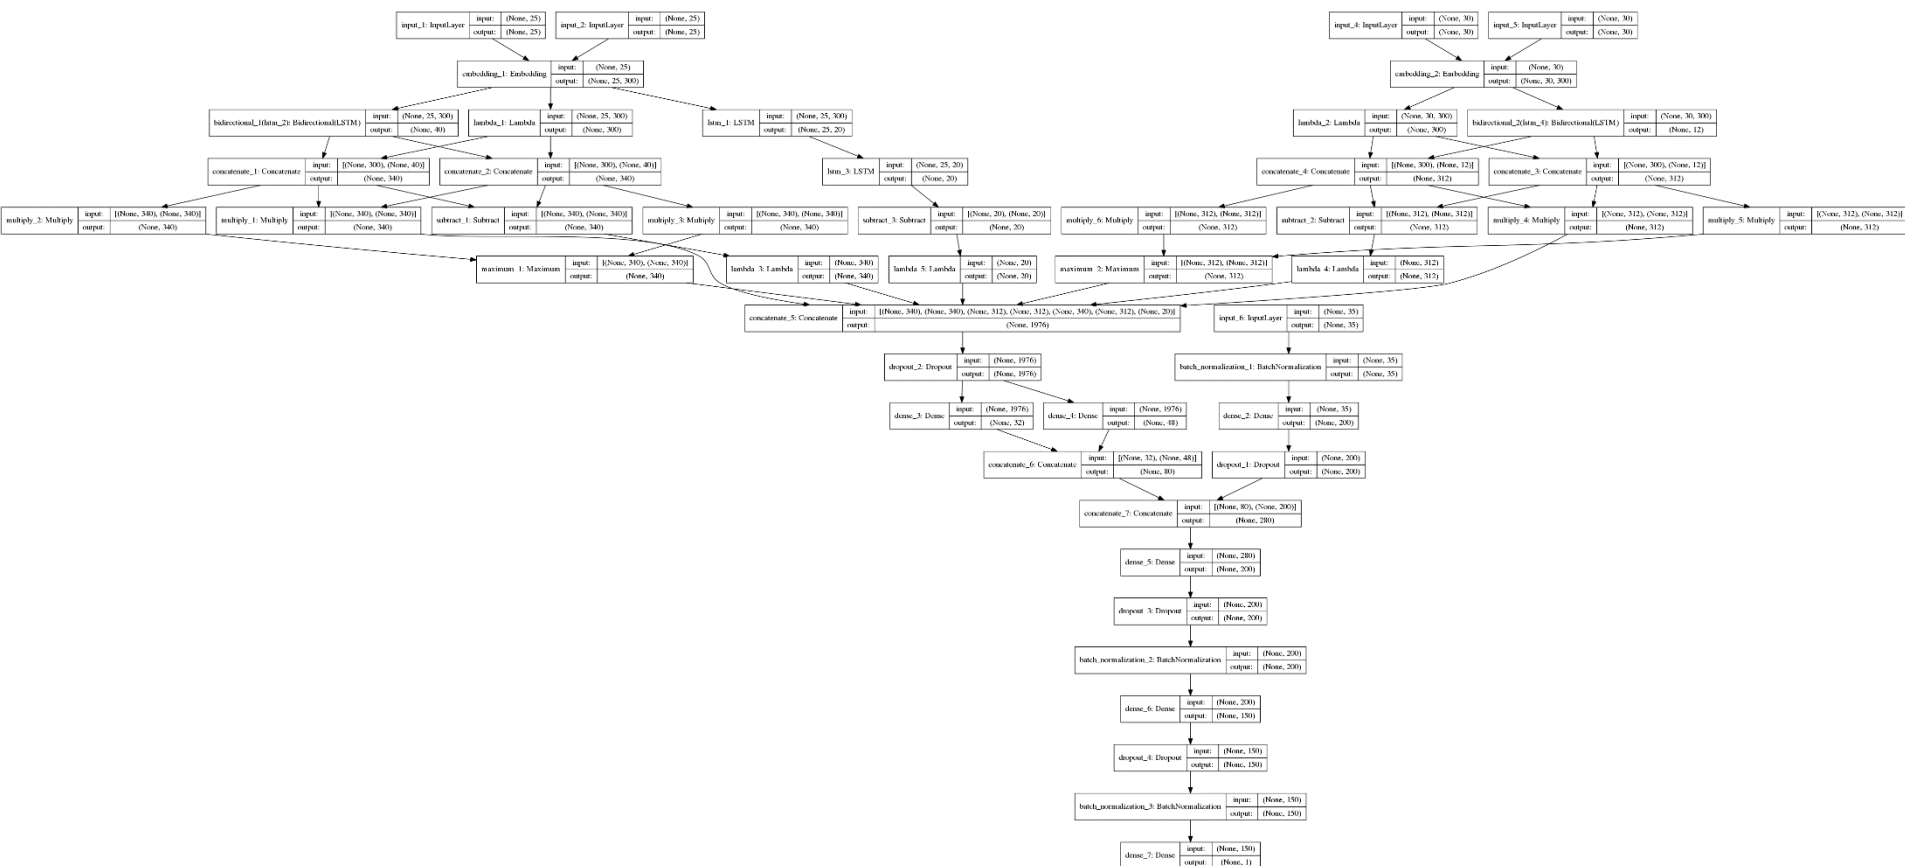 input_1: InputLayer input: (None, 25) output: (None, 25)
input_2: InputLayer input: (None, 25) output: (None, 25)
input_4: InputLayer input: (None, 30) output: (None, 30)
input_5: InputLayer input: (None, 30) output: (None, 30)
embedding_1: Embedding input: (None, 25) output: (None, 25, 300)
embedding_2: Embedding input: (None, 30) output: (None, 30, 300)
bidirectional_1(lstm_2): Bidirectional(LSTM) input: (None, 25, 300) output: (None, 40)
lambda_1: Lambda input: (None, 25, 300) output: (None, 300)
lstm_1: LSTM input: (None, 25, 300) output: (None, 25, 20)
lambda_2: Lambda input: (None, 30, 300) output: (None, 300)
bidirectional_2(lstm_4): Bidirectional(LSTM) input: (None, 30, 300) output: (None, 12)
concatenate_1: Concatenate input: [(None, 300), (None, 40)] output: (None, 340)
concatenate_2: Concatenate input: [(None, 300), (None, 40)] output: (None, 340)
lstm_3: LSTM input: (None, 25, 20) output: (None, 20)
concatenate_4: Concatenate input: [(None, 300), (None, 12)] output: (None, 312)
concatenate_3: Concatenate input: [(None, 300), (None, 12)] output: (None, 312)
multiply_2: Multiply input: [(None, 340), (None, 340)] output: (None, 340)
multiply_1: Multiply input: [(None, 340), (None, 340)] output: (None, 340)
subtract_1: Subtract input: [(None, 340), (None, 340)] output: (None, 340)
multiply_3: Multiply input: [(None, 340), (None, 340)] output: (None, 340)
subtract_3: Subtract input: [(None, 20), (None, 20)] output: (None, 20)
multiply_6: Multiply input: [(None, 312), (None, 312)] output: (None, 312)
subtract_2: Subtract input: [(None, 312), (None, 312)] output: (None, 312)
multiply_4: Multiply input: [(None, 312), (None, 312)] output: (None, 312)
multiply_5: Multiply input: [(None, 312), (None, 312)] output: (None, 312)
maximum_1: Maximum input: [(None, 340), (None, 340)] output: (None, 340)
lambda_3: Lambda input: (None, 340) output: (None, 340)
lambda_5: Lambda input: (None, 20) output: (None, 20)
maximum_2: Maximum input: [(None, 312), (None, 312)] output: (None, 312)
lambda_4: Lambda input: (None, 312) output: (None, 312)
concatenate_5: Concatenate input: [(None, 340), (None, 340), (None, 312), (None, 312), (None, 340), (None, 312), (None, 20)] output: (None, 1976)
input_6: InputLayer input: (None, 35) output: (None, 35)
dropout_2: Dropout input: (None, 1976) output: (None, 1976)
batch_normalization_1: BatchNormalization input: (None, 35) output: (None, 35)
dense_3: Dense input: (None, 1976) output: (None, 32)
dense_4: Dense input: (None, 1976) output: (None, 48)
dense_2: Dense input: (None, 35) output: (None, 200)
concatenate_6: Concatenate input: [(None, 32), (None, 48)] output: (None, 80)
dropout_1: Dropout input: (None, 200) output: (None, 200)
concatenate_7: Concatenate input: [(None, 80), (None, 200)] output: (None, 280)
dense_5: Dense input: (None, 280) output: (None, 200)
dropout_3: Dropout input: (None, 200) output: (None, 200)
batch_normalization_2: BatchNormalization input: (None, 200) output: (None, 200)
dense_6: Dense input: (None, 200) output: (None, 150)
dropout_4: Dropout input: (None, 150) output: (None, 150)
batch_normalization_3: BatchNormalization input: (None, 150) output: (None, 150)
dense_7: Dense input: (None, 150) output: (None, 1)